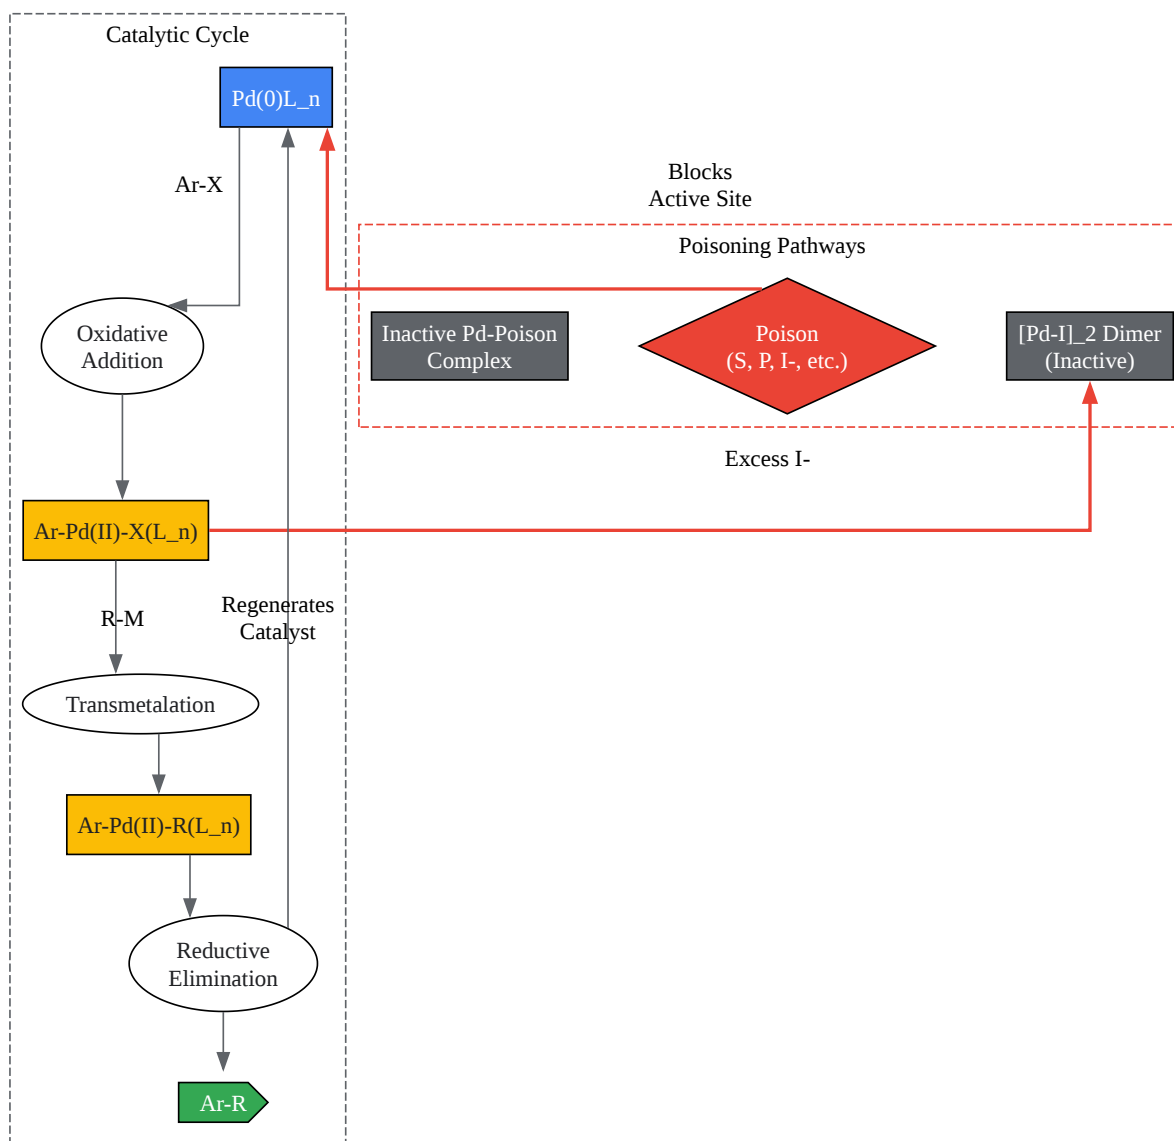 Catalytic Cycle
Pd(0)L_n
Ar-X
Blocks
Active Site
Poisoning Pathways
Oxidative
Addition
Inactive Pd-Poison
Complex
Poison
(S, P, I-, etc.)
[Pd-I]_2 Dimer
(Inactive)
Excess I-
Ar-Pd(II)-X(L_n)
R-M
Regenerates
Catalyst
Transmetalation
Ar-Pd(II)-R(L_n)
Reductive
Elimination
Ar-R